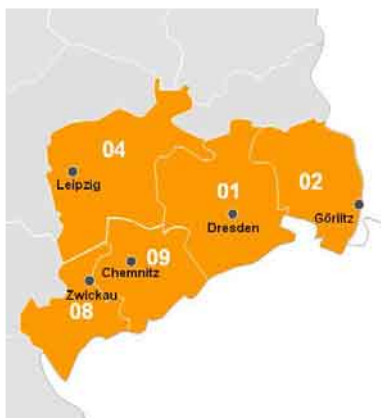 04
Leipzig
01
02
Görlitz
Dresden
09
Chemnitz
Zwickau
08